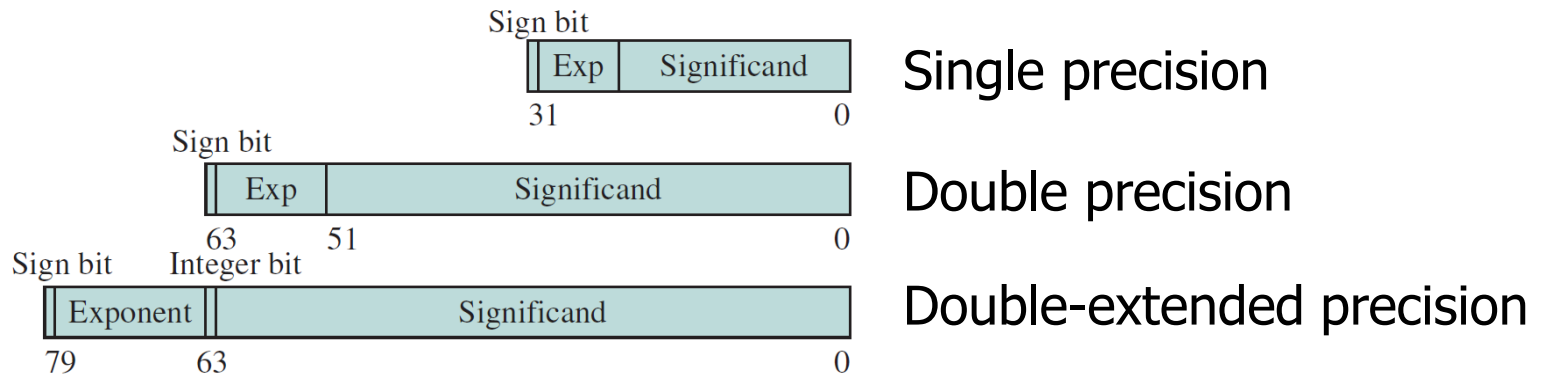 Sign bit
Exp Significand Single precision
31 0
Sign bit
Exp Significand Double precision
63 51 0
Sign bit Integer bit
Exponent Significand Double-extended precision
79 63 0